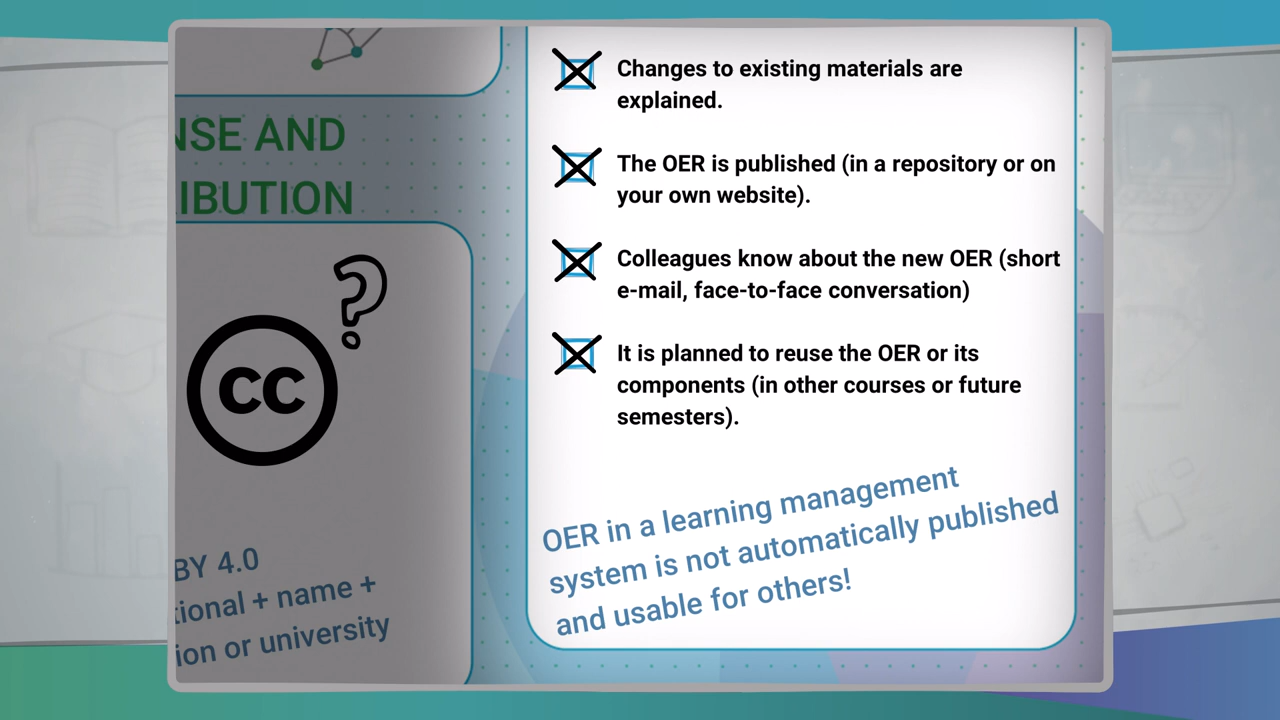 NSE AND
IBUTION
CC
?
BY 4.0
tional + name +
ion or university
Changes to existing materials are
explained.
The OER is published (in a repository or on
your own website).
Colleagues know about the new OER (short
e-mail, face-to-face conversation)
It is planned to reuse the OER or its
components (in other courses or future
semesters).
OER in a learning management
system is not automatically published
and usable for others!